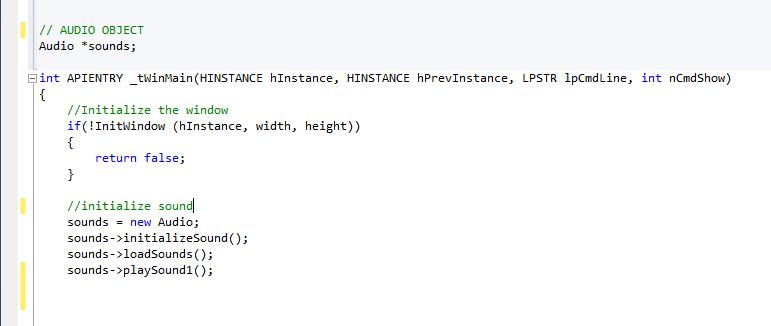 // AUDIO OBJECT
Audio *sounds;
int APIENTRY _tWinMain(HINSTANCE hInstance, HINSTANCE hPrevInstance, LPSTR lpCmdLine, int nCmdShow)
{
//Initialize the window
if(!InitWindow (hInstance, width, height))
{
return false;
}
//initialize sound
sounds = new Audio;
sounds->initializeSound();
sounds->loadSounds();
sounds->playSound1();